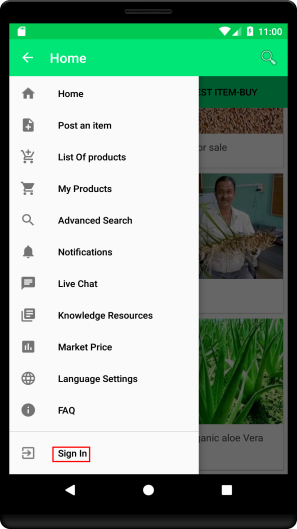 11:00
Home
EST ITEM-BUY
Home
Post an item
or sale
List Of products
My Products
Advanced Search
Notifications
Live Chat
Knowledge Resources
Market Price
Language Settings
FAQ
ganic aloe Vera
Sign In